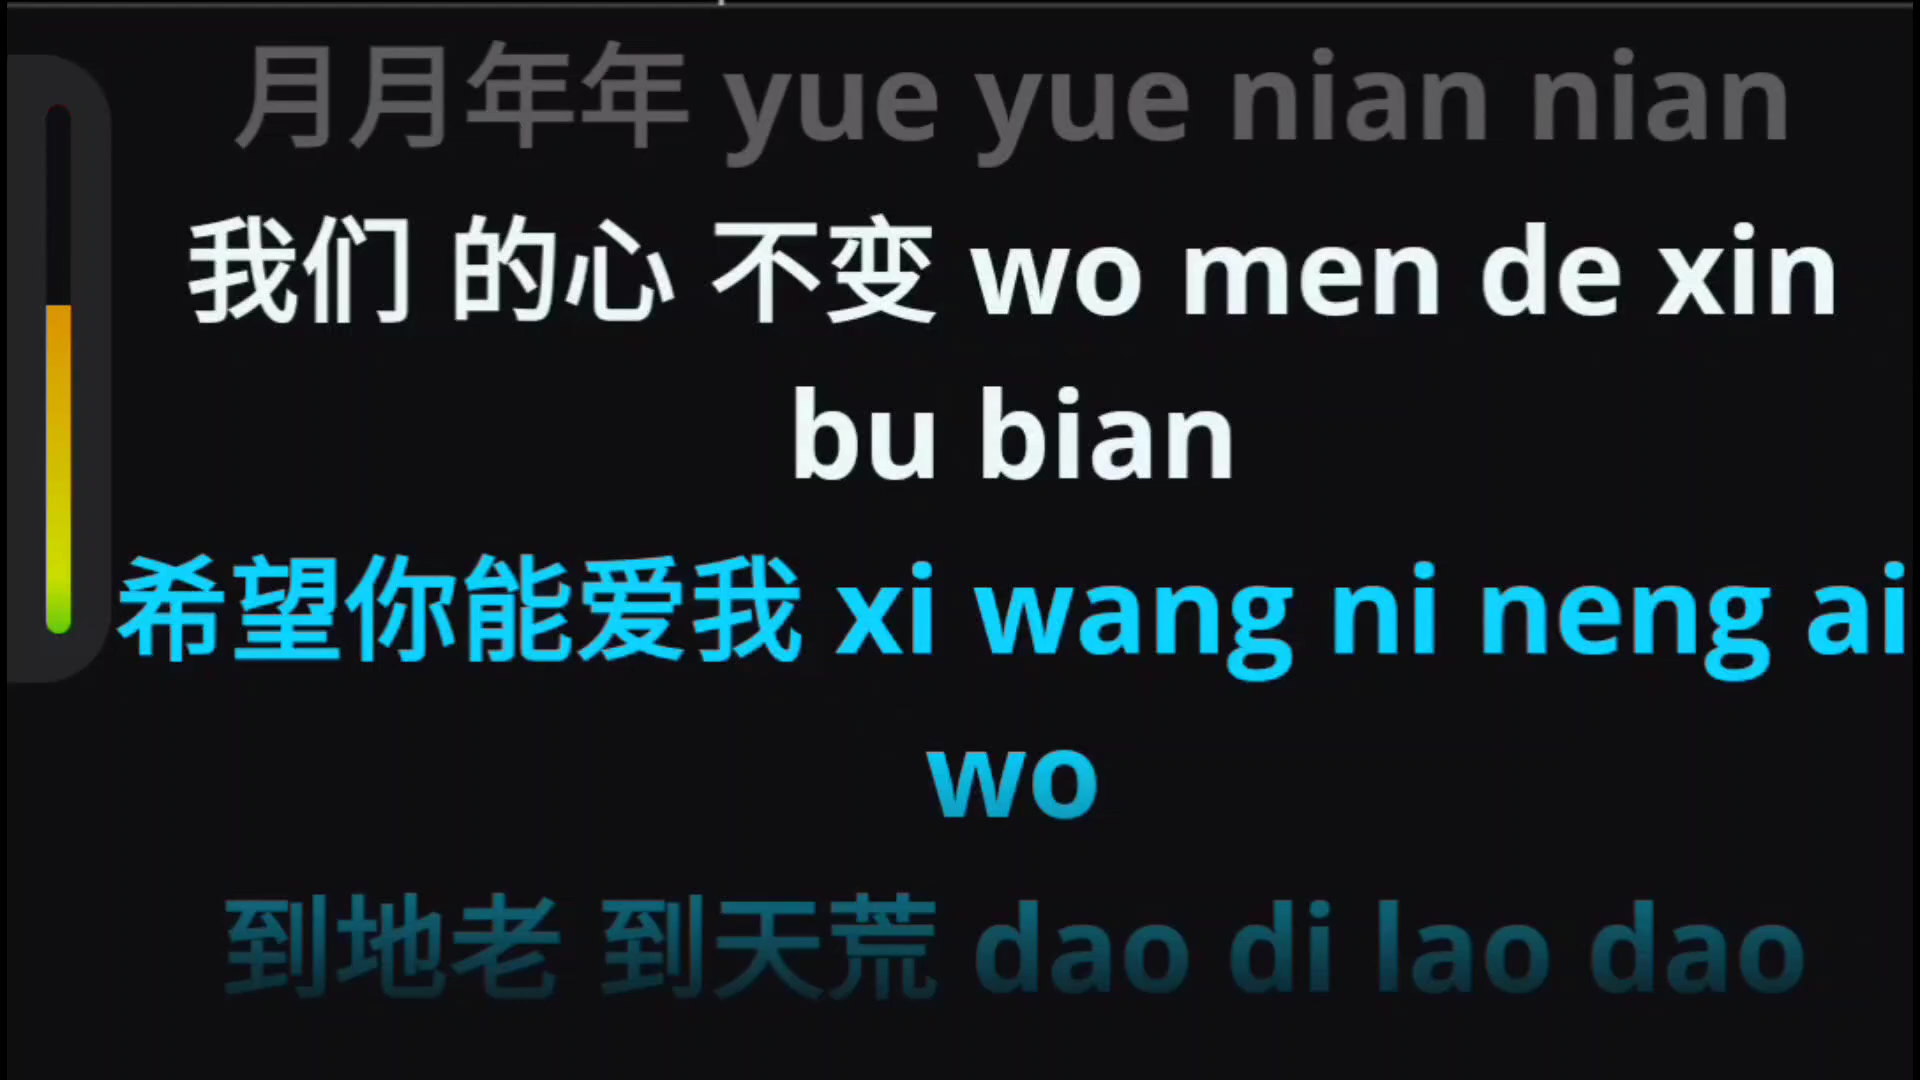 月月年年 yue yue nian nian
我们 的心 不变 wo men de xin
bu bian
希望你能爱我 xi wang ni neng ai
wo
到地老 到天荒 dao di lao dao